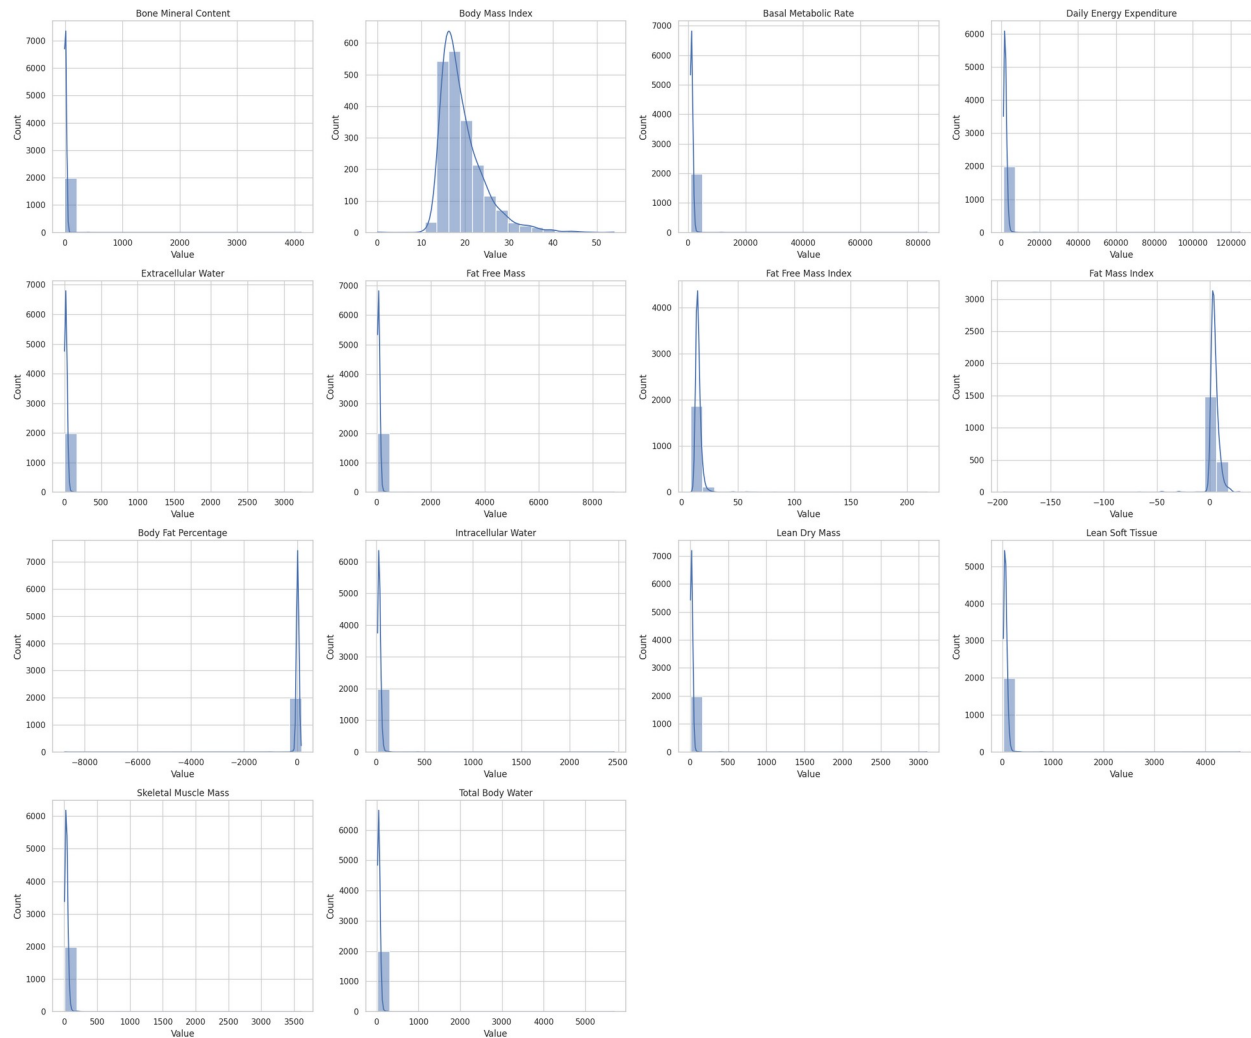 Bone Mineral Content
7000
6000
5000
4000
3000
2000
1000
0
Count
0 1000 2000 3000 4000
Value
Body Mass Index
600
500
400
300
200
100
0
Count
0 10 20 30 40 50
Value
Basal Metabolic Rate
7000
6000
5000
4000
3000
2000
1000
0
Count
0 20000 40000 60000 80000
Value
Daily Energy Expenditure
6000
5000
4000
3000
2000
1000
0
Count
0 20000 40000 60000 80000 100000 120000
Value
Extracellular Water
7000
6000
5000
4000
3000
2000
1000
0
Count
0 500 1000 1500 2000 2500 3000
Value
Fat Free Mass
7000
6000
5000
4000
3000
2000
1000
0
Count
0 2000 4000 6000 8000
Value
Fat Free Mass Index
4000
3000
2000
1000
0
Count
0 50 100 150 200
Value
Fat Mass Index
3000
2500
2000
1500
1000
500
0
Count
−200 −150 −100 −50 0
Value
Body Fat Percentage
7000
6000
5000
4000
3000
2000
1000
0
Count
−8000 −6000 −4000 −2000 0
Value
Intracellular Water
6000
5000
4000
3000
2000
1000
0
Count
0 500 1000 1500 2000 2500
Value
Lean Dry Mass
7000
6000
5000
4000
3000
2000
1000
0
Count
0 500 1000 1500 2000 2500 3000
Value
Lean Soft Tissue
5000
4000
3000
2000
1000
0
Count
0 1000 2000 3000 4000
Value
Skeletal Muscle Mass
6000
5000
4000
3000
2000
1000
0
Count
0 500 1000 1500 2000 2500 3000 3500
Value
Total Body Water
6000
5000
4000
3000
2000
1000
0
Count
0 1000 2000 3000 4000 5000
Value